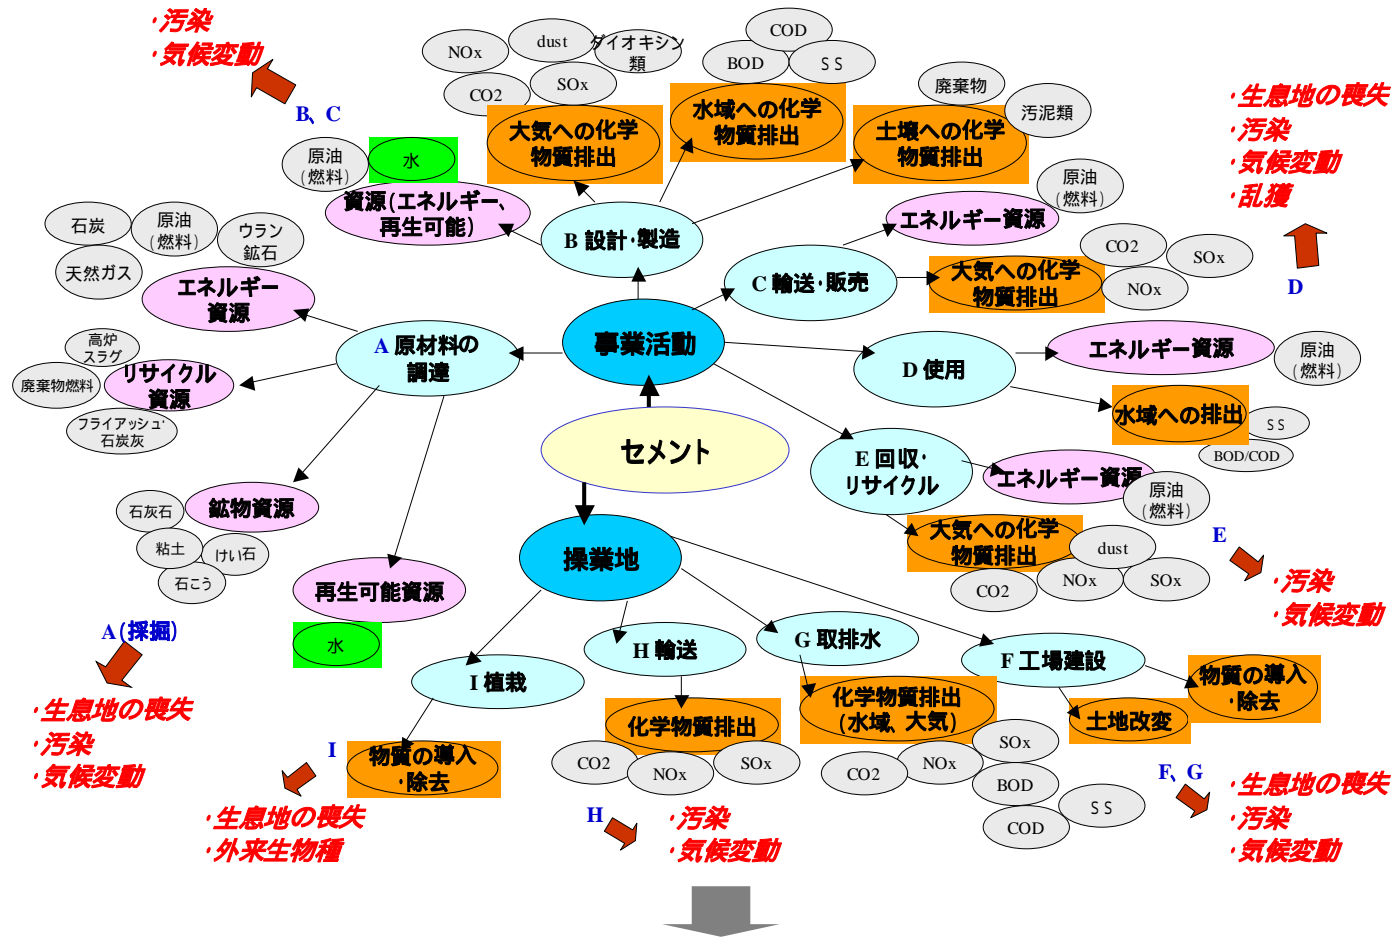 ・汚染
・気候変動
B、C
NOx
dust
ダイオキシン
類
CO2
SOx
大気への化学
物質排出
COD
BOD
ＳＳ
水域への化学
物質排出
廃棄物
汚泥類
土壌への化学
物質排出
・生息地の喪失
・汚染
・気候変動
・乱獲
D
原油
(燃料)
水
資源(エネルギー、
再生可能)
B 設計・製造
原油
(燃料)
エネルギー資源
C 輸送・販売
大気への化学
物質排出
CO2
SOx
NOx
石炭
原油
(燃料)
ウラン
鉱石
天然ガス
エネルギー
資源
高炉
スラグ
廃棄物燃料
リサイクル
資源
フライアッシュ・
石炭灰
A 原材料の
調達
事業活動
D 使用
エネルギー資源
原油
(燃料)
水域への排出
ＳＳ
BOD/COD
セメント
E 回収・
リサイクル
エネルギー資源
原油
(燃料)
大気への化学
物質排出
dust
CO2
NOx
SOx
E
・汚染
・気候変動
石灰石
鉱物資源
粘土
けい石
石こう
再生可能資源
水
A(採掘)
・生息地の喪失
・汚染
・気候変動
操業地
I 植栽
H 輸送
G 取排水
F 工場建設
物質の導入
・除去
土地改変
化学物質排出
(水域、大気)
化学物質排出
物質の導入
・除去
I
・生息地の喪失
・外来生物種
CO2
NOx
SOx
H
・汚染
・気候変動
CO2
NOx
SOx
BOD
COD
ＳＳ
F、G
・生息地の喪失
・汚染
・気候変動